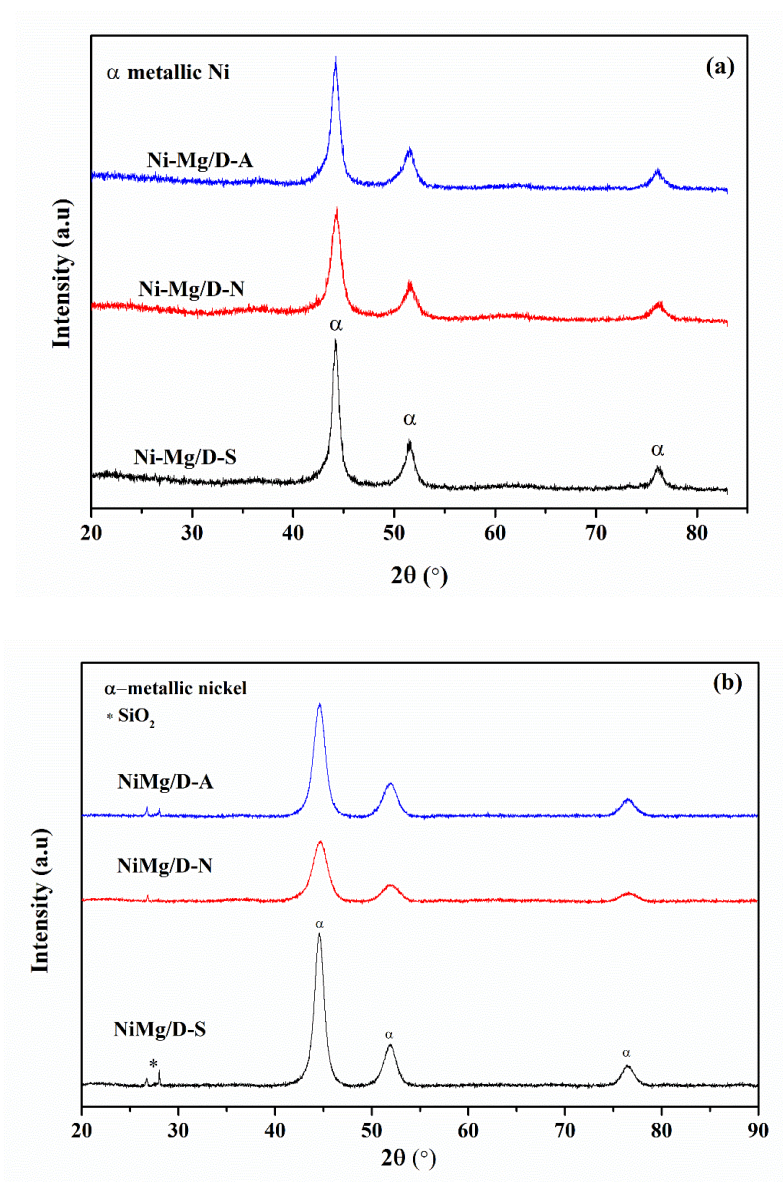 α metallic Ni
(a)
Ni-Mg/D-A
Ni-Mg/D-N
α
Ni-Mg/D-S
α
α
Intensity (a.u)
20 30 40 50 60 70 80
2θ (°)
α−metallic nickel
(b)
* SiO₂
NiMg/D-A
NiMg/D-N
α
NiMg/D-S
*
α
α
Intensity (a.u)
20 30 40 50 60 70 80 90
2θ (°)